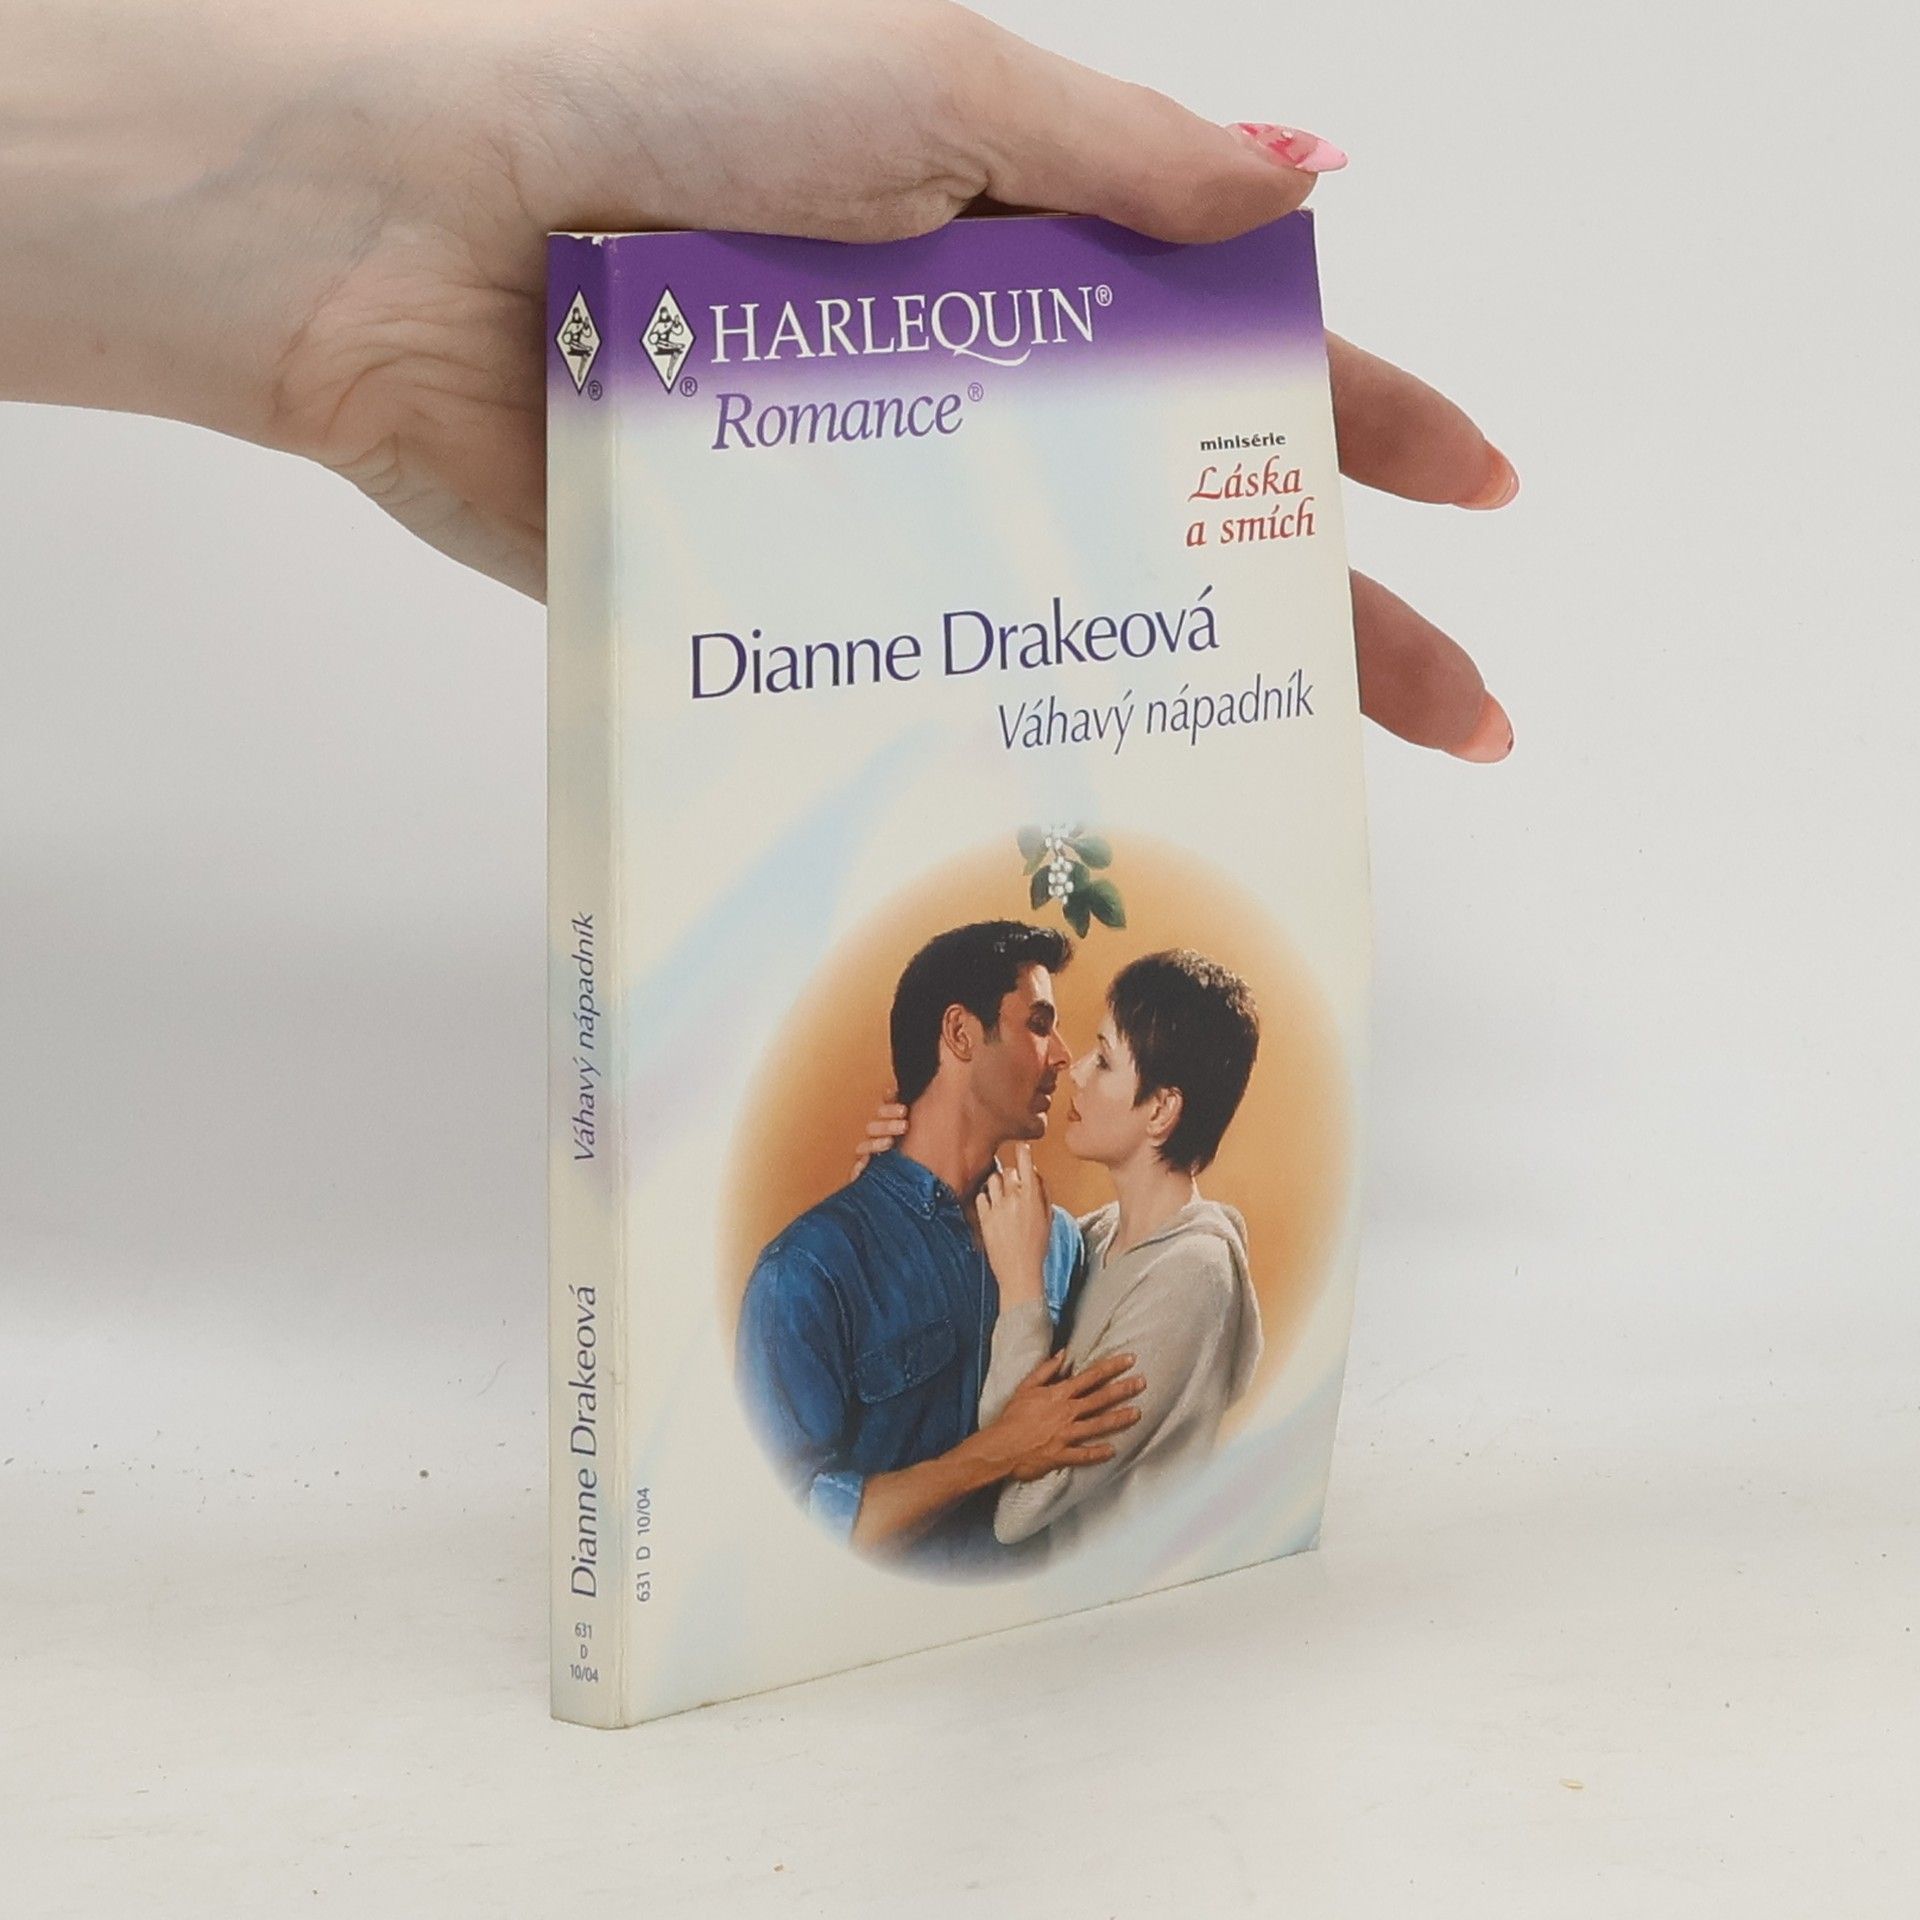 HARLEQUIN®
®
Romance®
minisérie
Láska
a smích
Dianne Drakeová
Váhavý nápadník
631 D 10/04
®
Váhavý nápadník
Dianne Drakeová
631
D
10/04